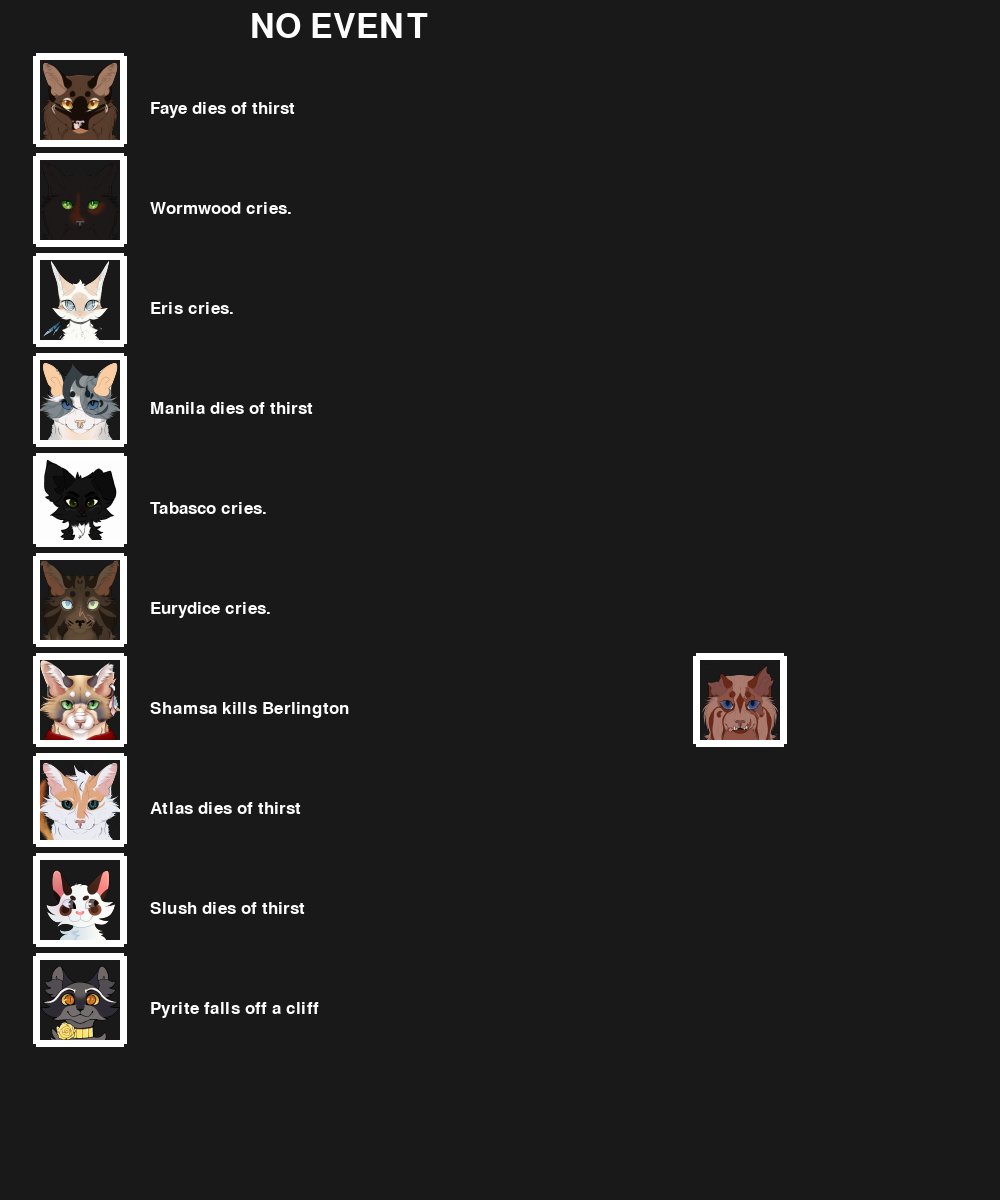 NO EVENT
Faye dies of thirst
Wormwood cries.
Eris cries.
Manila dies of thirst
Tabasco cries.
Eurydice cries.
Shamsa kills Berlington
Atlas dies of thirst
Slush dies of thirst
Pyrite falls off a cliff